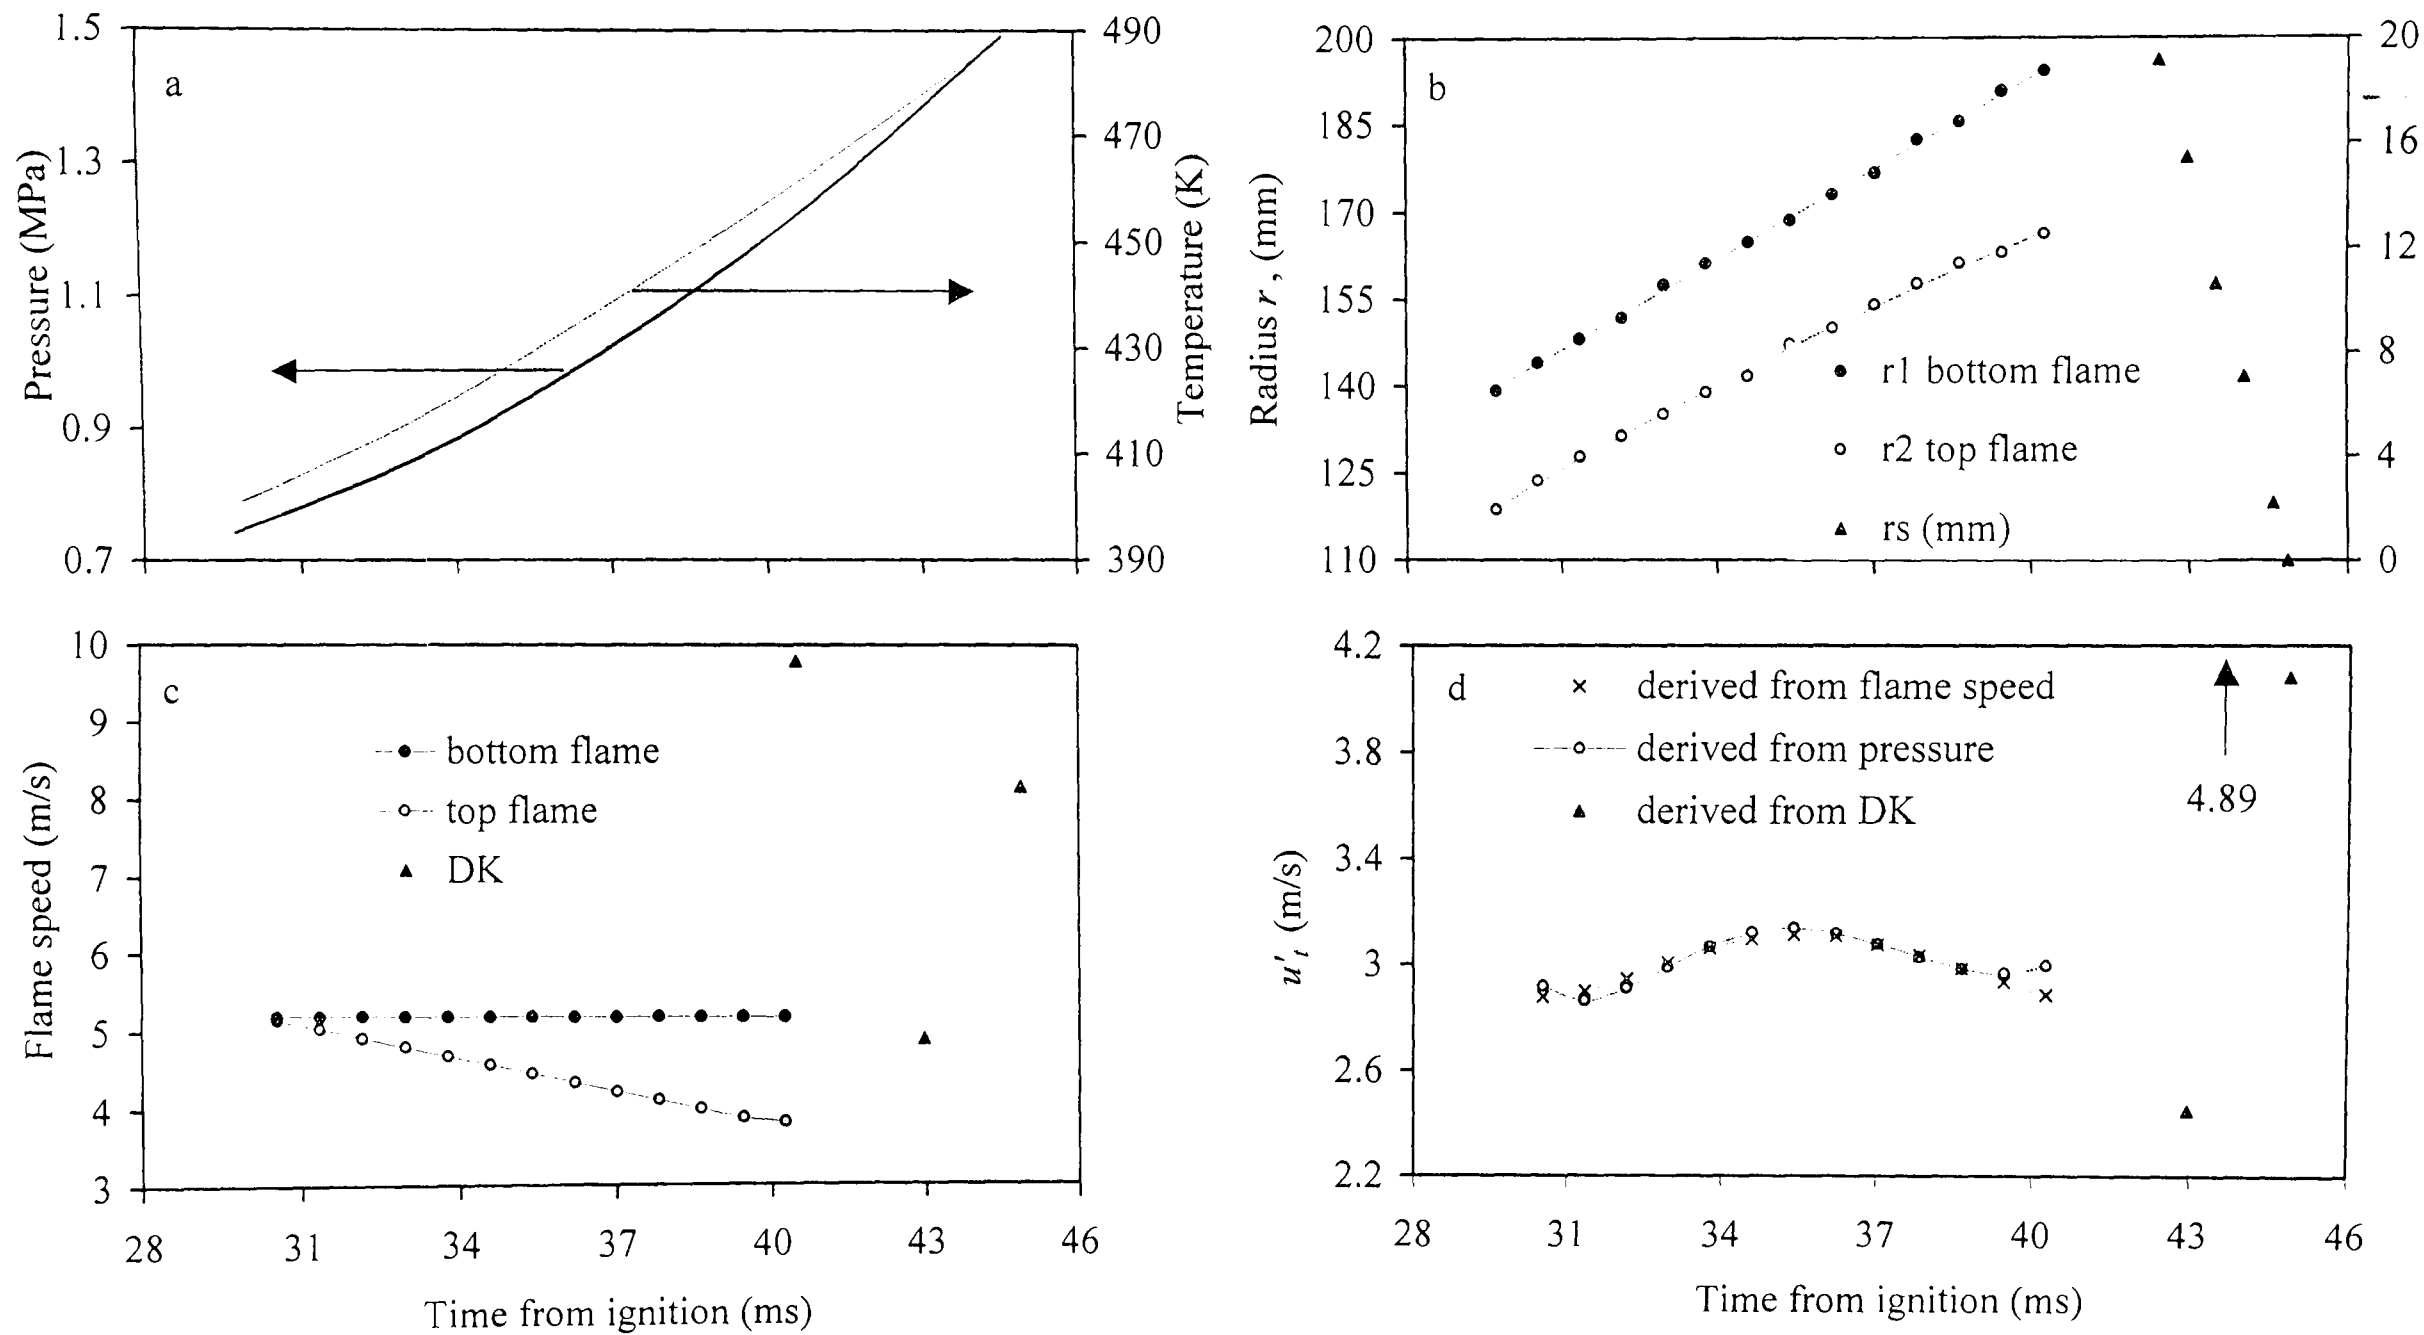 a
1.5
1.3
1.1
0.9
0.7
Pressure (MPa)
490
470
450
430
410
390
Temperature (K)
b
200
185
170
155
140
125
110
Radius r , (mm)
20
16
12
8
4
0
r1 bottom flame
r2 top flame
rs (mm)
c
10
9
8
7
6
5
4
3
Flame speed (m/s)
bottom flame
top flame
DK
28 31 34 37 40 43 46
Time from ignition (ms)
d
4.2
3.8
3.4
3
2.6
2.2
u't (m/s)
derived from flame speed
derived from pressure
derived from DK
4.89
28 31 34 37 40 43 46
Time from ignition (ms)